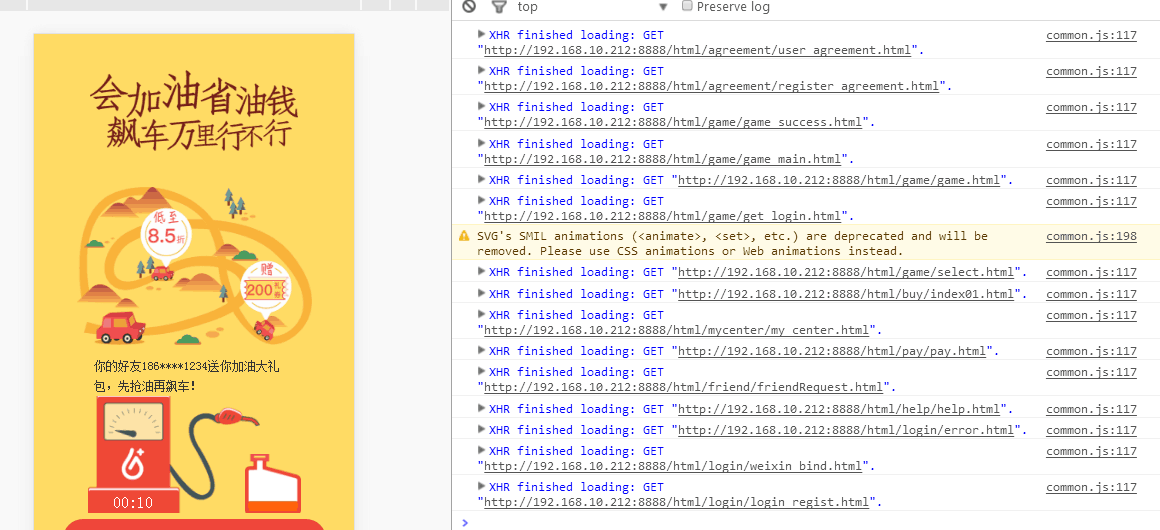 top
Preserve log
会加油省油钱
飙车万里行不行
低至
8.5折
赠
200
你的好友186****1234送你加油大礼
包，先抢油再飙车!
00:10
XHR finished loading: GET common.js:117
"http://192.168.10.212:8888/html/agreement/user_agreement.html".
XHR finished loading: GET common.js:117
"http://192.168.10.212:8888/html/agreement/register_agreement.html".
XHR finished loading: GET common.js:117
"http://192.168.10.212:8888/html/game/game_success.html".
XHR finished loading: GET common.js:117
"http://192.168.10.212:8888/html/game/game_main.html".
XHR finished loading: GET "http://192.168.10.212:8888/html/game/game.html". common.js:117
XHR finished loading: GET common.js:117
"http://192.168.10.212:8888/html/game/get_login.html".
SVG's SMIL animations (<animate>, <set>, etc.) are deprecated and will be common.js:198
removed. Please use CSS animations or Web animations instead.
XHR finished loading: GET "http://192.168.10.212:8888/html/game/select.html". common.js:117
XHR finished loading: GET "http://192.168.10.212:8888/html/buy/index01.html". common.js:117
XHR finished loading: GET common.js:117
"http://192.168.10.212:8888/html/mycenter/my_center.html".
XHR finished loading: GET "http://192.168.10.212:8888/html/pay/pay.html". common.js:117
XHR finished loading: GET common.js:117
"http://192.168.10.212:8888/html/friend/friendRequest.html".
XHR finished loading: GET "http://192.168.10.212:8888/html/help/help.html". common.js:117
XHR finished loading: GET "http://192.168.10.212:8888/html/login/error.html". common.js:117
XHR finished loading: GET common.js:117
"http://192.168.10.212:8888/html/login/weixin_bind.html".
XHR finished loading: GET common.js:117
"http://192.168.10.212:8888/html/login/login_regist.html".